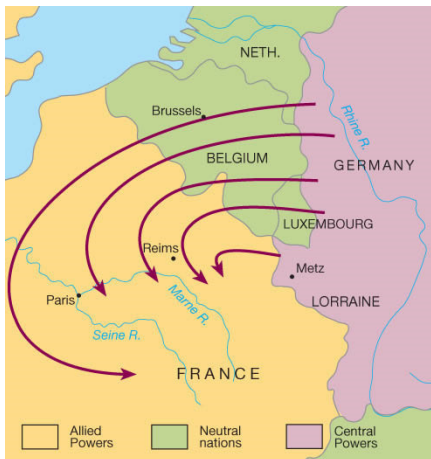 NETH.
Rhine R.
Brussels
BELGIUM
GERMANY
LUXEMBOURG
Reims
Metz
LORRAINE
Paris
Marne R.
Seine R.
FRANCE
Allied
Powers
Neutral
nations
Central
Powers